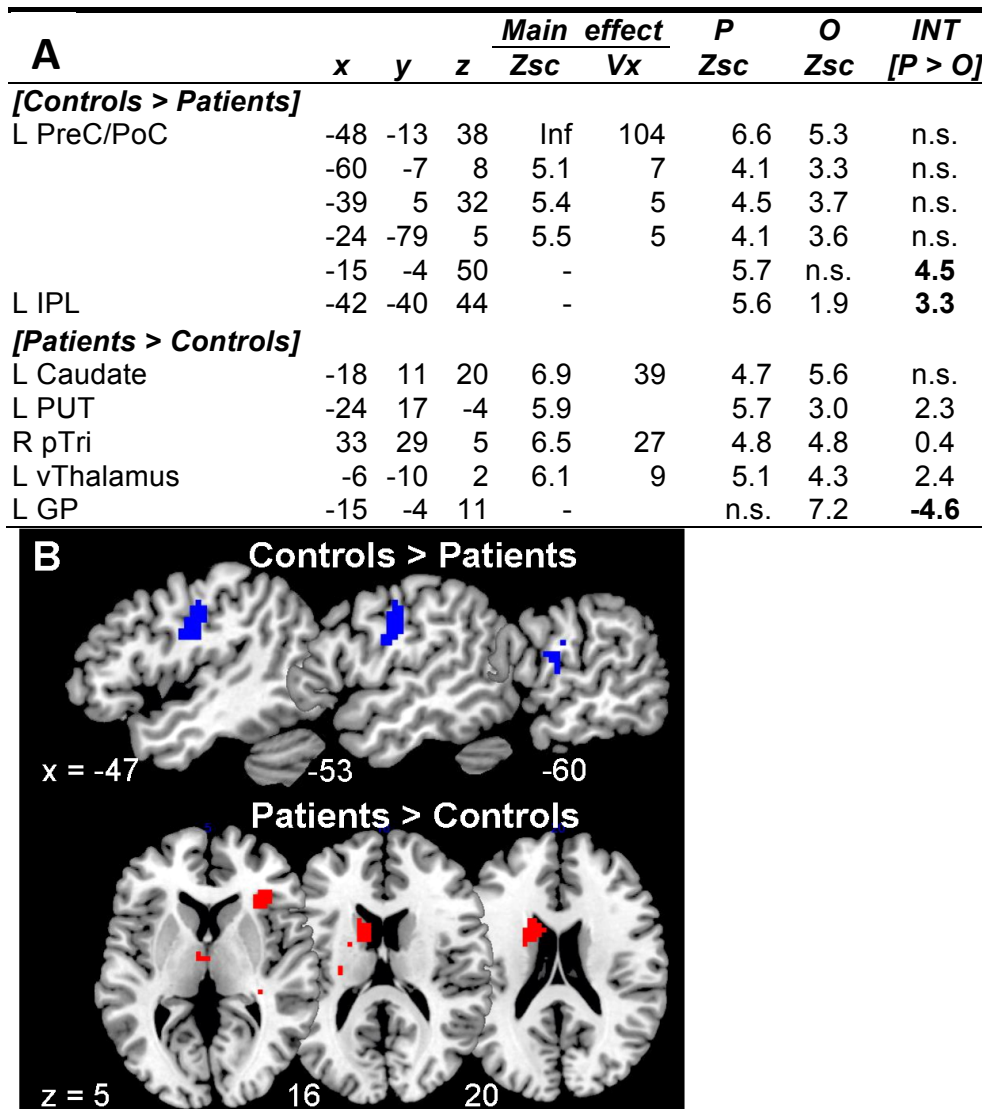 Main effect P O INT
A x y z Zsc Vx Zsc Zsc [P > O]
[Controls > Patients]
L PreC/PoC -48 -13 38 Inf 104 6.6 5.3 n.s.
-60 -7 8 5.1 7 4.1 3.3 n.s.
-39 5 32 5.4 5 4.5 3.7 n.s.
-24 -79 5 5.5 5 4.1 3.6 n.s.
-15 -4 50 - 5.7 n.s. 4.5
L IPL -42 -40 44 - 5.6 1.9 3.3
[Patients > Controls]
L Caudate -18 11 20 6.9 39 4.7 5.6 n.s.
L PUT -24 17 -4 5.9 5.7 3.0 2.3
R pTri 33 29 5 6.5 27 4.8 4.8 0.4
L vThalamus -6 -10 2 6.1 9 5.1 4.3 2.4
L GP -15 -4 11 - n.s. 7.2 -4.6
B Controls > Patients
x = -47 -53 -60
Patients > Controls
z = 5 16 20